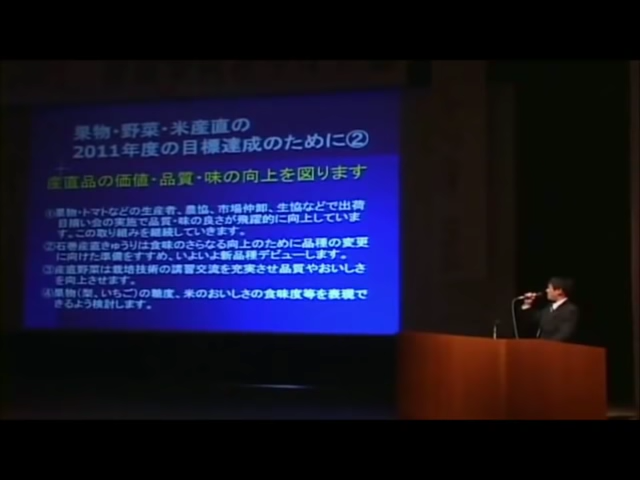 果物・野菜・米産直の
2011年度の目標達成のために②
産直品の価値・品質・味の向上を図ります
①果物・トマトなどの生産者、農協、市場仲卸、生協などで出荷
目揃い会の実施で品質・味の良さが飛躍的に向上していま
す。この取り組みを継続していきます。
②石巻産直きゅうりは食味のさらなる向上のために品種の変更
に向けた準備をすすめ、いよいよ新品種デビューします。
③産直野菜は栽培技術の講習交流を充実させ品質やおいしさ
を向上させます。
④果物(梨、いちご)の糖度、米のおいしさの食味度等を表現で
きるよう検討します。